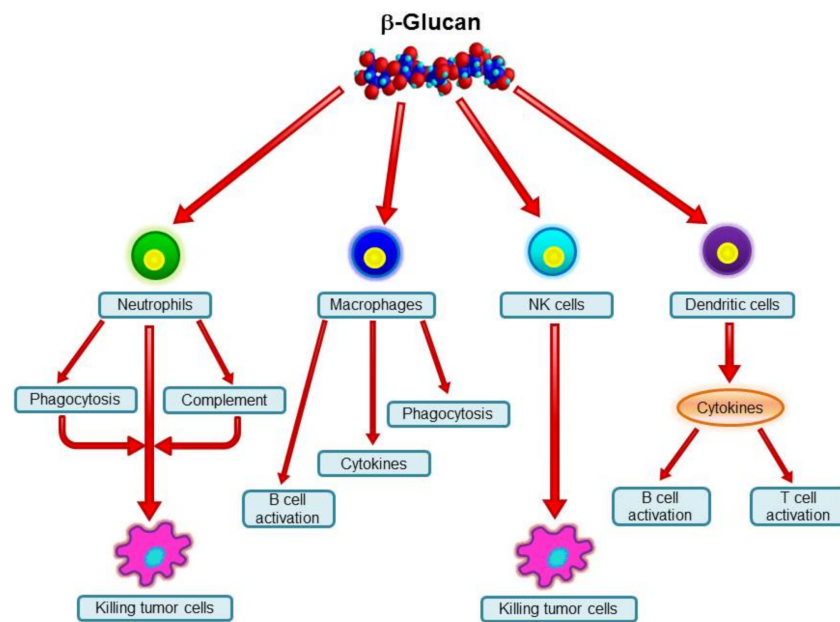 β-Glucan
Neutrophils
Macrophages
NK cells
Dendritic cells
Phagocytosis
Complement
Phagocytosis
Cytokines
Cytokines
B cell
activation
B cell
activation
T cell
activation
Killing tumor cells
Killing tumor cells